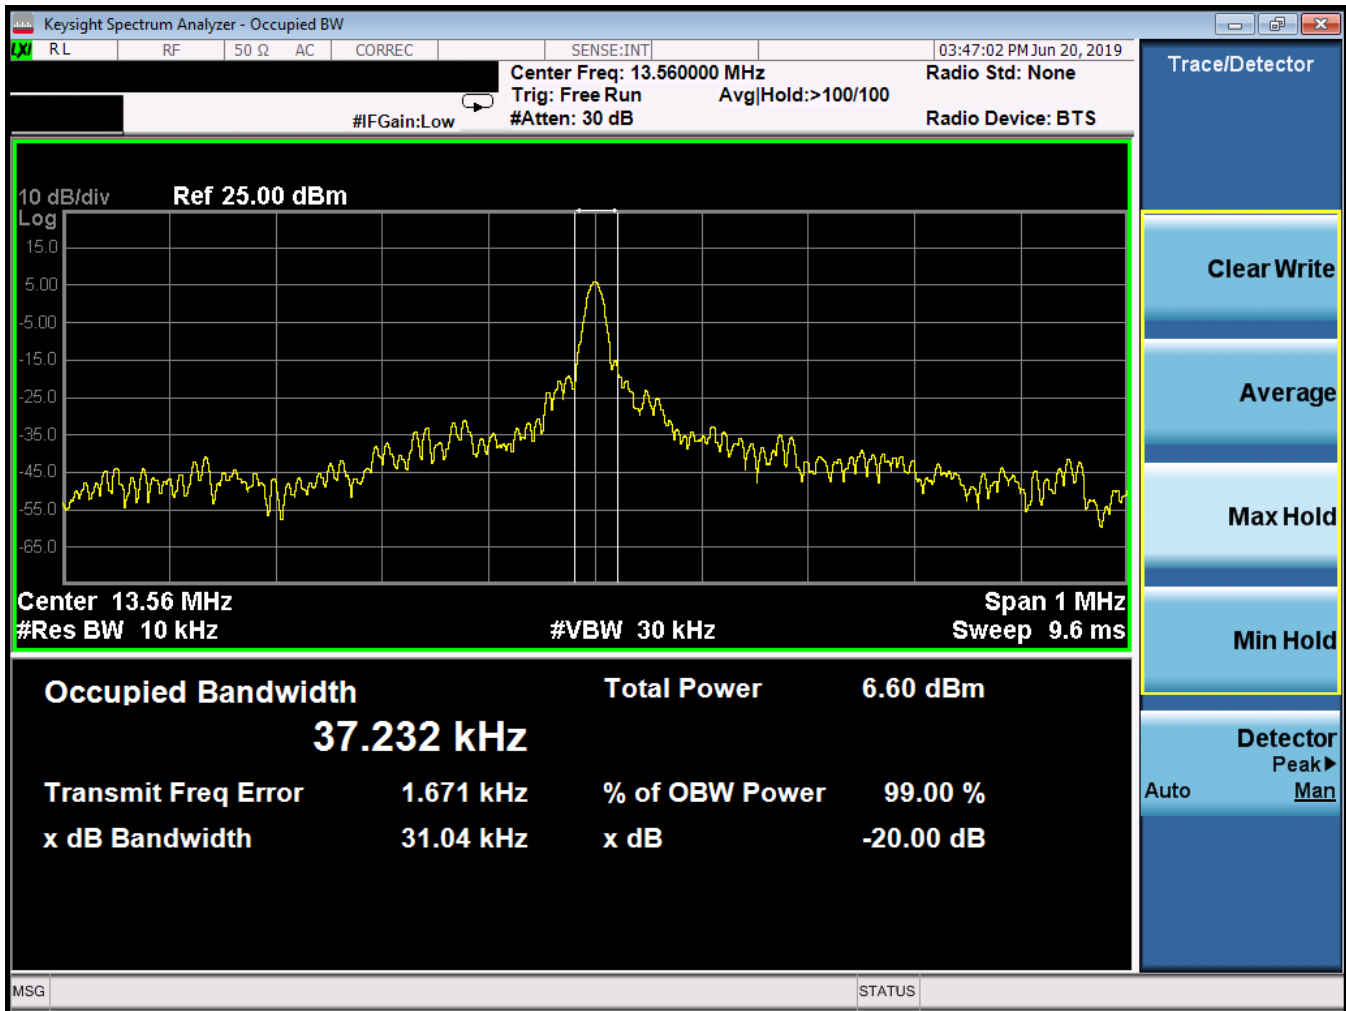 Keysight Spectrum Analyzer - Occupied BW
LXI RL RF 50 Ω AC CORREC SENSE:INT 03:47:02 PM Jun 20, 2019
Center Freq: 13.560000 MHz Radio Std: None
Trig: Free Run Avg|Hold:>100/100
#IFGain:Low #Atten: 30 dB Radio Device: BTS
10 dB/div Ref 25.00 dBm
Log
15.0
5.00
-5.00
-15.0
-25.0
-35.0
-45.0
-55.0
-65.0
Center 13.56 MHz Span 1 MHz
#Res BW 10 kHz #VBW 30 kHz Sweep 9.6 ms
Occupied Bandwidth Total Power 6.60 dBm
37.232 kHz
Transmit Freq Error 1.671 kHz % of OBW Power 99.00 %
x dB Bandwidth 31.04 kHz x dB -20.00 dB
Trace/Detector
Clear Write
Average
Max Hold
Min Hold
Detector
Peak▶
Auto Man
MSG STATUS